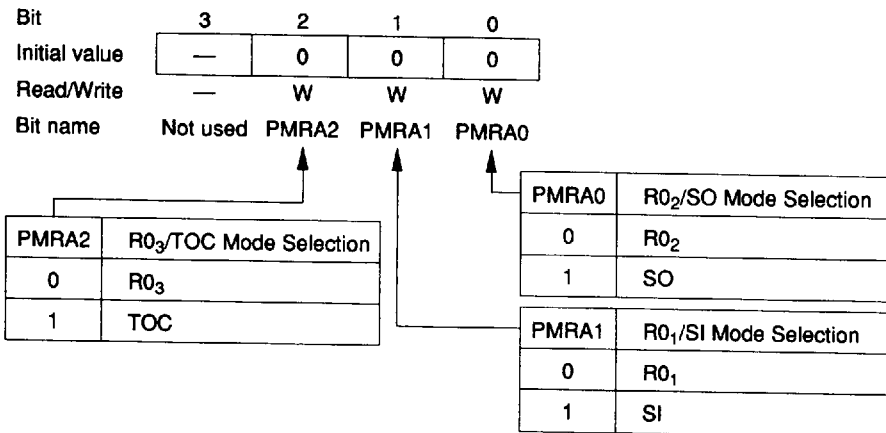 Bit 3 2 1 0
Initial value — 0 0 0
Read/Write — W W W
Bit name Not used PMRA2 PMRA1 PMRA0
PMRA2 R0₃/TOC Mode Selection
0 R0₃
1 TOC
PMRA0 R0₂/SO Mode Selection
0 R0₂
1 SO
PMRA1 R0₁/SI Mode Selection
0 R0₁
1 SI